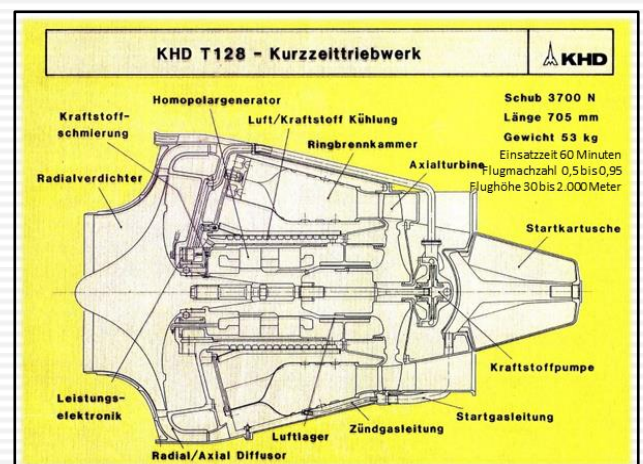 KHD T128 - Kurzzeittriebwerk
KHD
Schub 3700 N
Länge 705 mm
Gewicht 53 kg
Einsatzzeit 60 Minuten
Flugmachzahl 0,5 bis 0,95
Flughöhe 30 bis 2.000 Meter
Homopolargenerator
Kraftstoff-
schmierung
Luft/Kraftstoff Kühlung
Ringbrennkammer
Axialturbine
Radialverdichter
Startkartusche
Kraftstoffpumpe
Leistungs-
elektronik
Startgasleitung
Zündgasleitung
Luftlager
Radial/Axial Diffusor